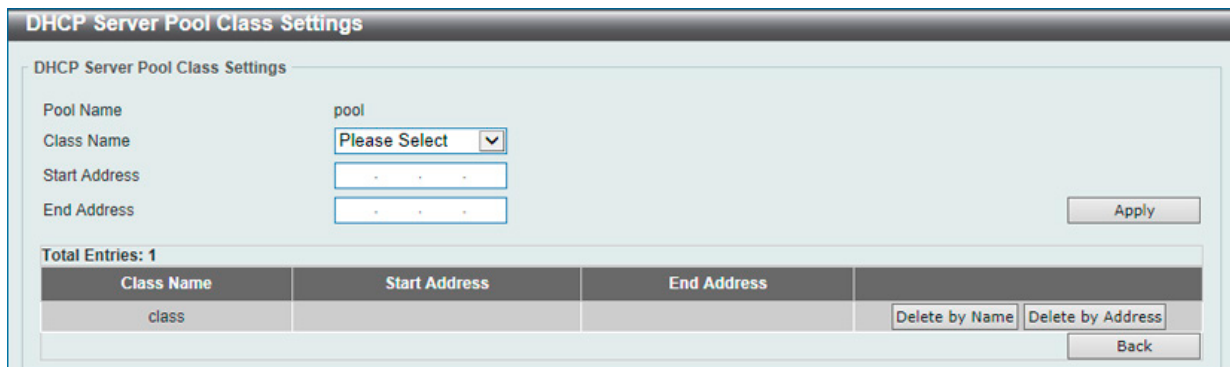 DHCP Server Pool Class Settings
DHCP Server Pool Class Settings
Pool Name pool
Class Name Please Select
Start Address . . .
End Address . . .
Apply
Total Entries: 1
Class Name Start Address End Address
class Delete by Name Delete by Address
Back